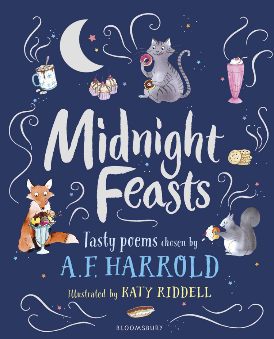 Midnight
Feasts
Tasty poems chosen by
A.F. HARROLD
Illustrated by KATY RIDDELL
BLOOMSBURY